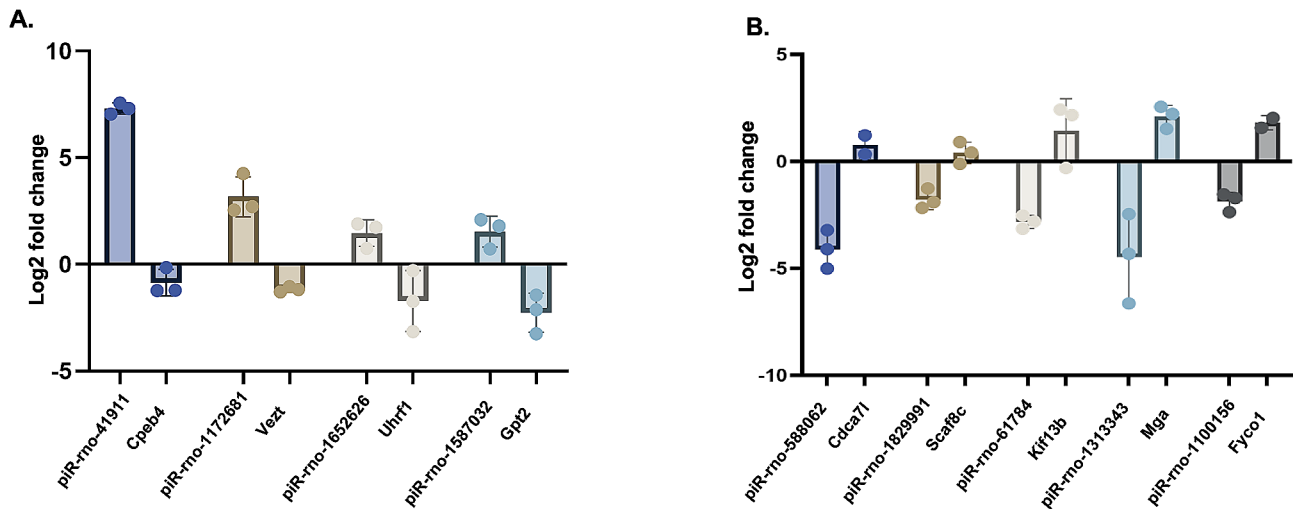 A.
Log2 fold change
10
5
0
-5
piR-rno-41911
Cpeb4
piR-rno-1172681
Vezt
piR-rno-1652626
Uhrf1
piR-rno-1587032
Gpt2
B.
Log2 fold change
5
0
-5
-10
piR-rno-588062
Cdca7l
piR-rno-1829991
Scaf8c
piR-rno-61784
Kif13b
piR-rno-1313343
Mga
piR-rno-1100156
Fyco1